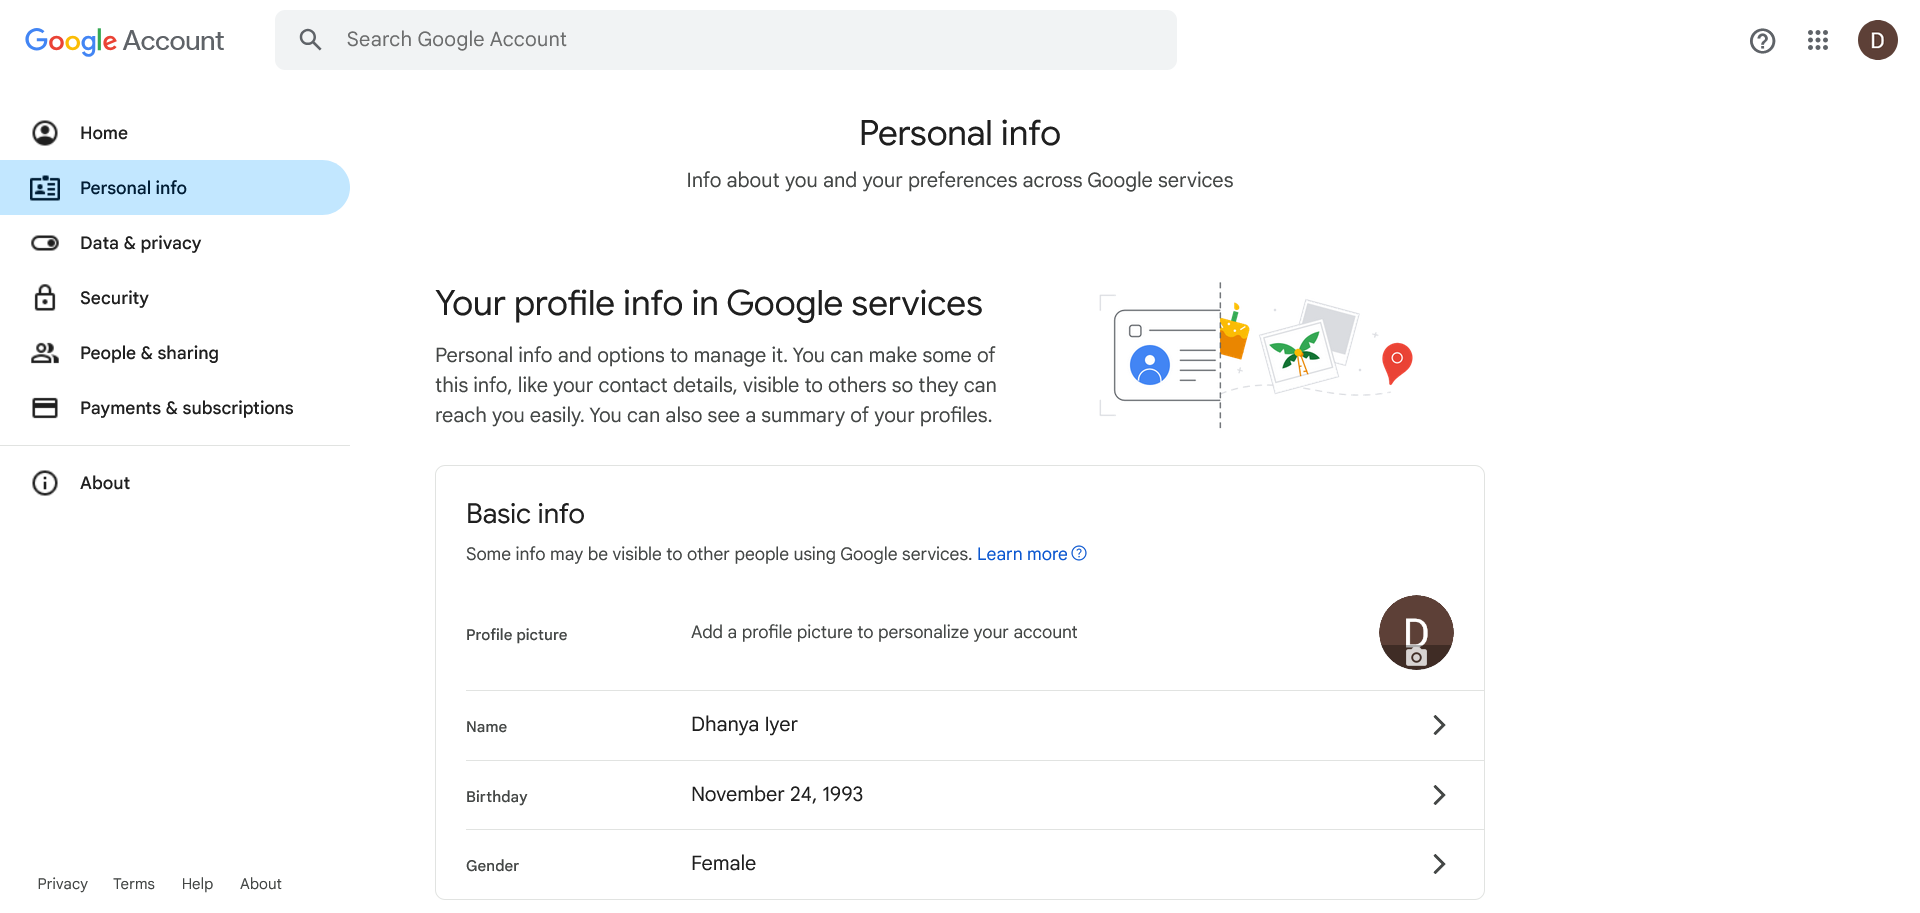 Google Account
Search Google Account
D
Home
Personal info
Data & privacy
Security
People & sharing
Payments & subscriptions
About
Privacy Terms Help About
Personal info
Info about you and your preferences across Google services
Your profile info in Google services
Personal info and options to manage it. You can make some of
this info, like your contact details, visible to others so they can
reach you easily. You can also see a summary of your profiles.
Basic info
Some info may be visible to other people using Google services. Learn more
Profile picture Add a profile picture to personalize your account D
Name Dhanya Iyer
Birthday November 24, 1993
Gender Female